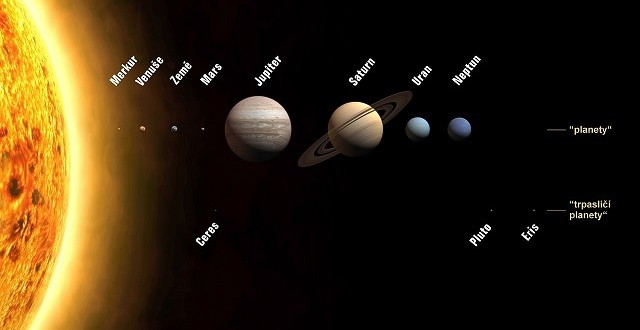 Merkur
Venuše
Země
Mars
Jupiter
Saturn
Uran
Neptun
"planety"
Ceres
Pluto
Eris
"trpasličí
planety“